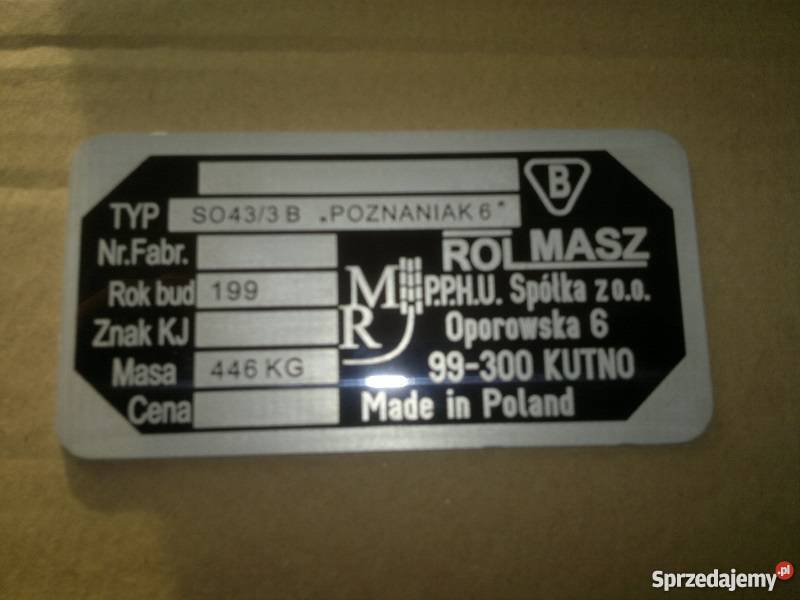 B
TYP SO43/3 B „POZNANIAK 6"
Nr.Fabr.
ROLMASZ
Rok bud 199
MR P.P.H.U. Spółka z o.o.
Znak KJ
Oporowska 6
Masa 446 KG
99-300 KUTNO
Cena
Made in Poland
Sprzedajemy.pl